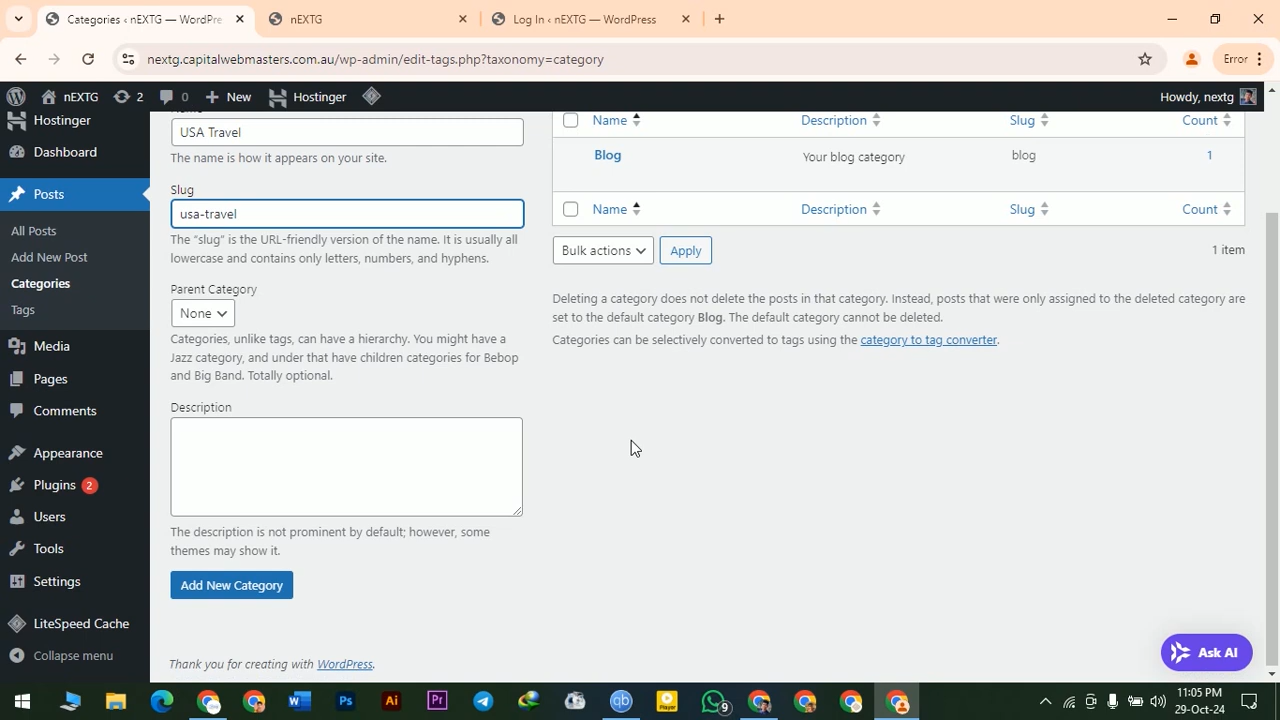 Categories ‹ nEXTG — WordPre
nEXTG
Log In ‹ nEXTG — WordPress
nextg.capitalwebmasters.com.au/wp-admin/edit-tags.php?taxonomy=category
Error
nEXTG
2
0
New
Hostinger
Howdy, nextg
Hostinger
Dashboard
Posts
All Posts
Add New Post
Categories
Tags
Media
Pages
Comments
Appearance
Plugins 2
Users
Tools
Settings
LiteSpeed Cache
Collapse menu
USA Travel
The name is how it appears on your site.
Slug
usa-travel
The “slug” is the URL-friendly version of the name. It is usually all
lowercase and contains only letters, numbers, and hyphens.
Parent Category
None
Categories, unlike tags, can have a hierarchy. You might have a
Jazz category, and under that have children categories for Bebop
and Big Band. Totally optional.
Description
The description is not prominent by default; however, some
themes may show it.
Add New Category
Thank you for creating with WordPress.
Name Description Slug Count
Blog Your blog category blog 1
Name Description Slug Count
Bulk actions Apply
1 item
Deleting a category does not delete the posts in that category. Instead, posts that were only assigned to the deleted category are
set to the default category Blog. The default category cannot be deleted.
Categories can be selectively converted to tags using the category to tag converter.
Ask AI
W
Ps
Ai
Pr
qb
Player
9
11:05 PM
29-Oct-24